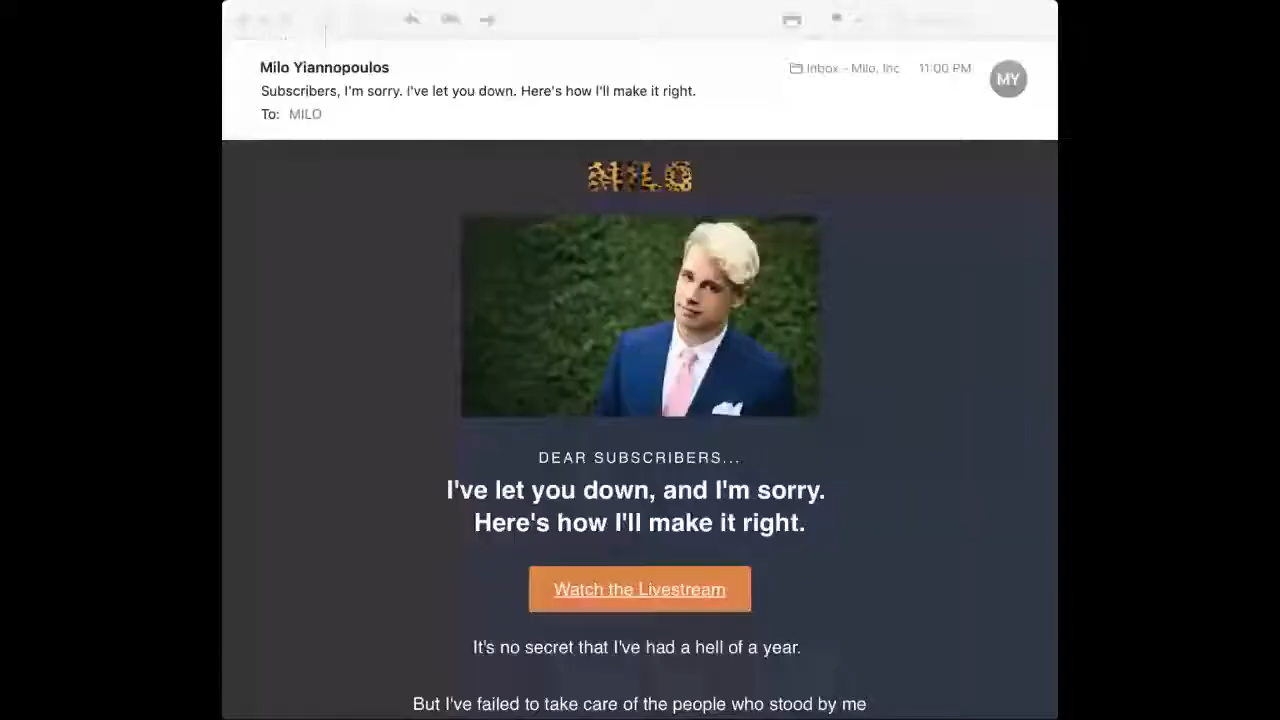 Milo Yiannopoulos
Inbox - Milo, Inc 11:00 PM
MY
Subscribers, I'm sorry. I've let you down. Here's how I'll make it right.
To: MILO
MILO
DEAR SUBSCRIBERS...
I've let you down, and I'm sorry.
Here's how I'll make it right.
Watch the Livestream
It's no secret that I've had a hell of a year.
But I've failed to take care of the people who stood by me